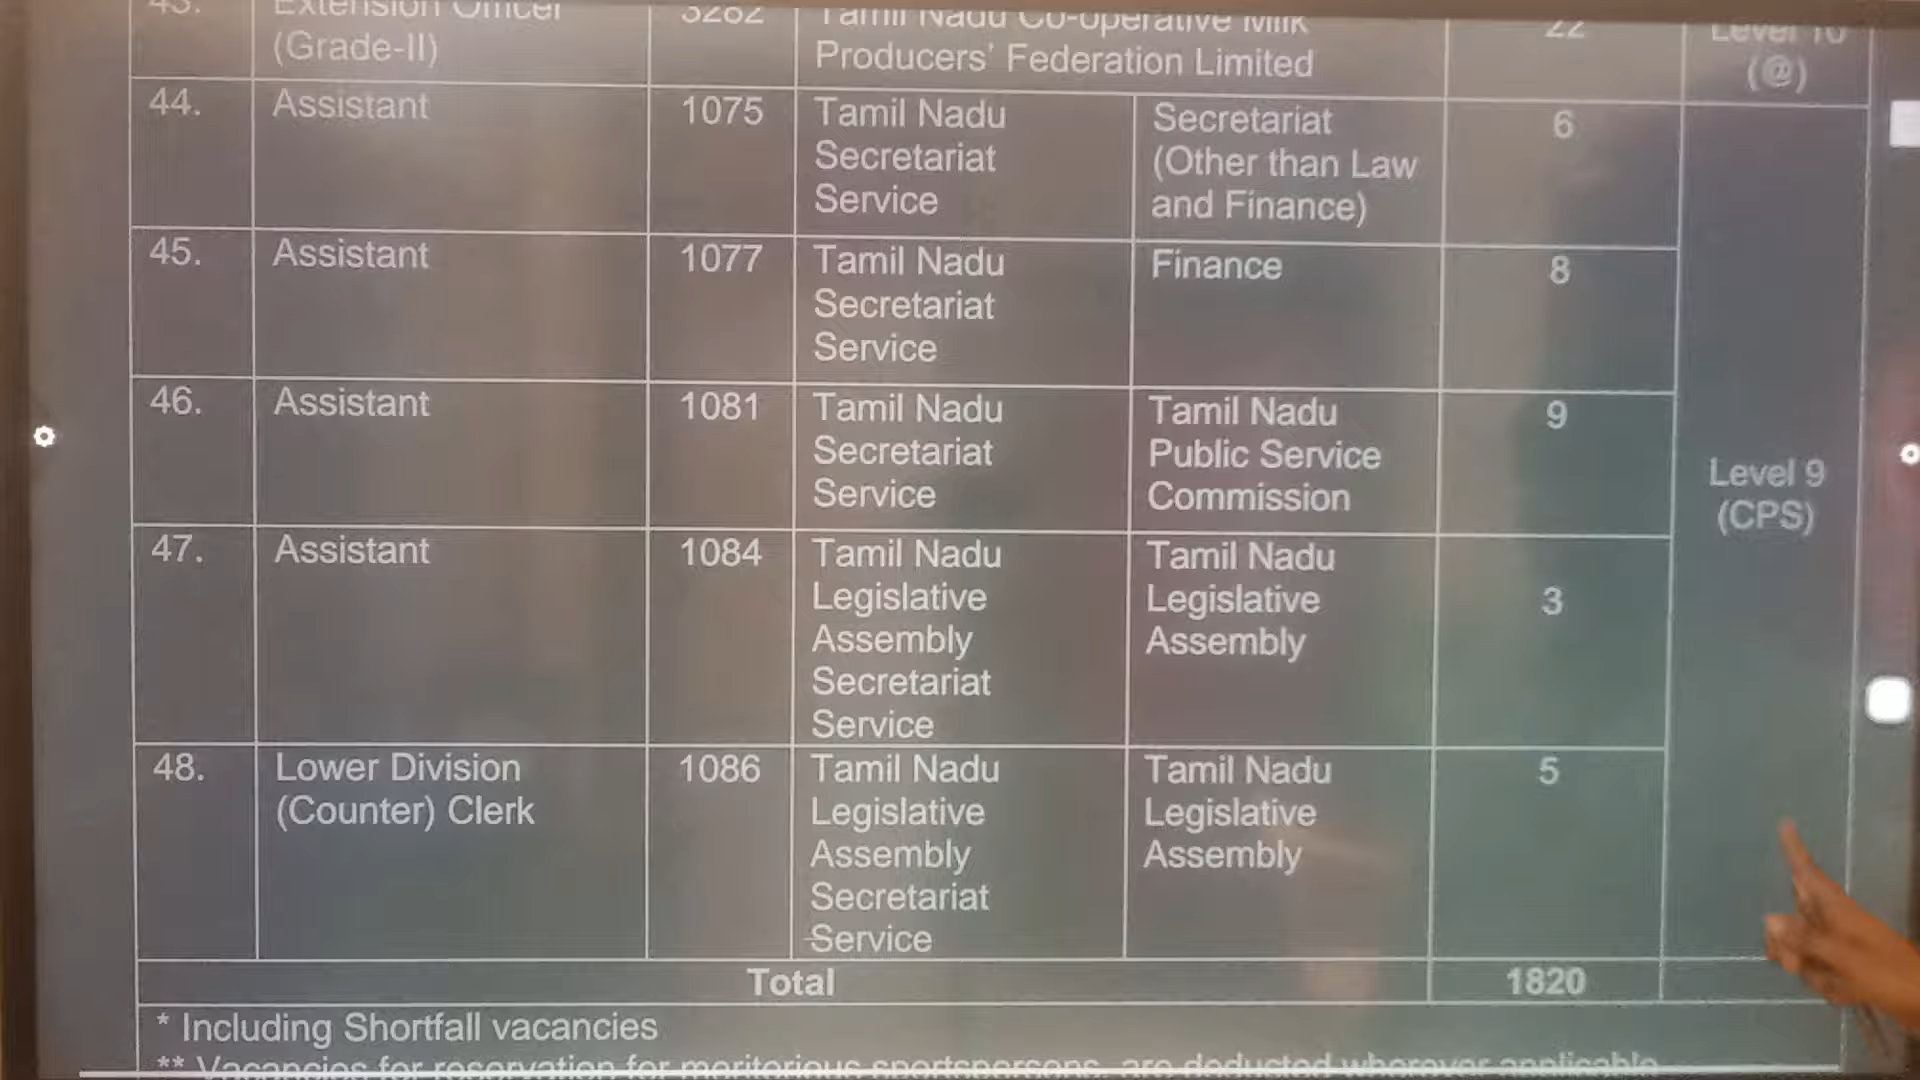 43. Extension Officer 3262 Tamil Nadu Co-operative Milk 22 Level 10
(Grade-II) Producers' Federation Limited (@)
44. Assistant 1075 Tamil Nadu Secretariat 6
Secretariat (Other than Law
Service and Finance)
45. Assistant 1077 Tamil Nadu Finance 8
Secretariat
Service
46. Assistant 1081 Tamil Nadu Tamil Nadu 9
Secretariat Public Service Level 9
Service Commission (CPS)
47. Assistant 1084 Tamil Nadu Tamil Nadu
Legislative Legislative 3
Assembly Assembly
Secretariat
Service
48. Lower Division 1086 Tamil Nadu Tamil Nadu 5
(Counter) Clerk Legislative Legislative
Assembly Assembly
Secretariat
Service
Total 1820
* Including Shortfall vacancies
** Vacancies for reservation for meritorious sportspersons, are deducted wherever applicable